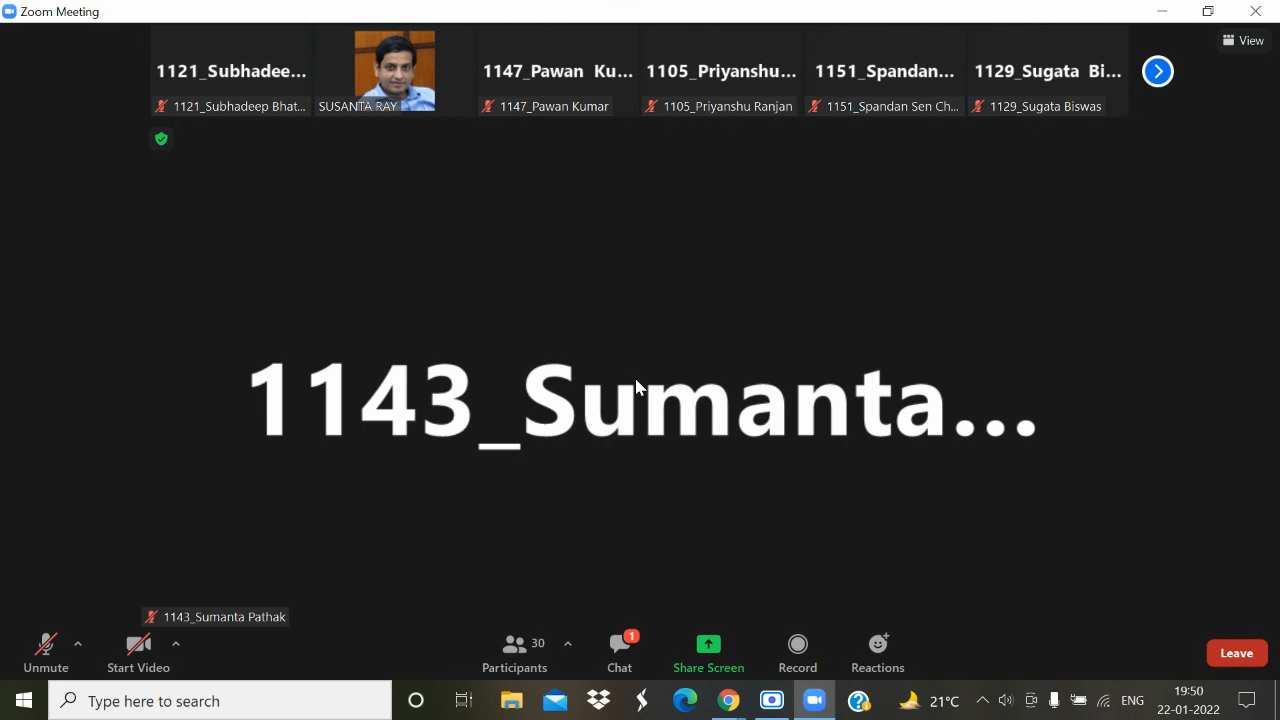 Zoom Meeting
View
1121_Subhadee...
1147_Pawan Ku...
1105_Priyanshu...
1151_Spandan...
1129_Sugata Bi...
1121_Subhadeep Bhat...
SUSANTA RAY
1147_Pawan Kumar
1105_Priyanshu Ranjan
1151_Spandan Sen Ch...
1129_Sugata Biswas
1143_Sumanta...
1143_Sumanta Pathak
30
1
Unmute
Start Video
Participants
Chat
Share Screen
Record
Reactions
Leave
Type here to search
21°C
ENG
19:50
22-01-2022